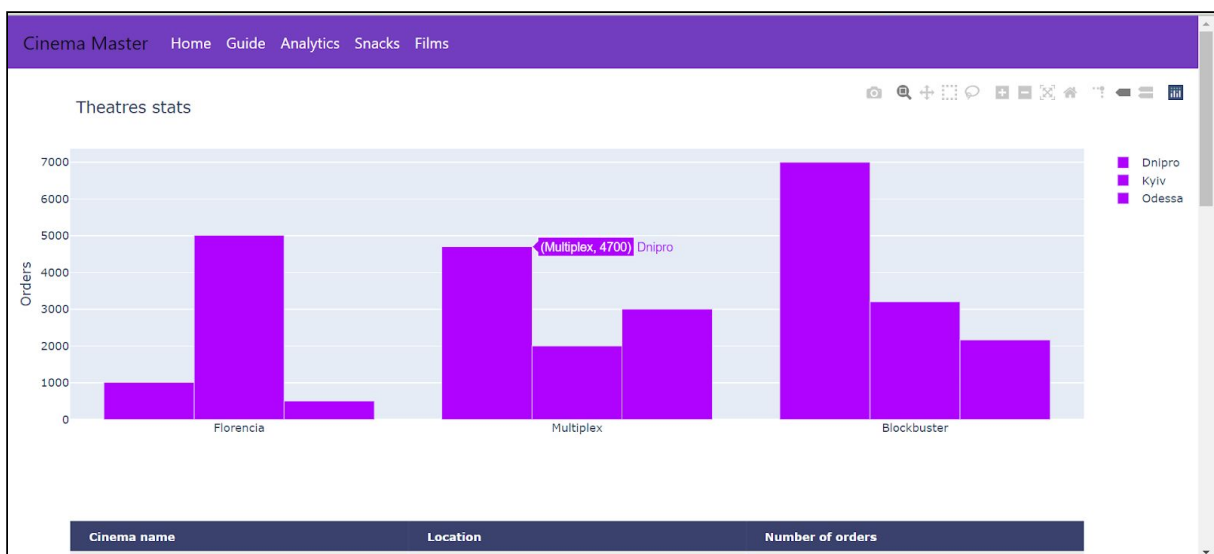 Cinema Master Home Guide Analytics Snacks Films
Theatres stats
7000
6000
5000
4000
3000
2000
1000
0
Orders
(Multiplex, 4700) Dnipro
Florencia Multiplex Blockbuster
Dnipro
Kyiv
Odessa
Cinema name Location Number of orders